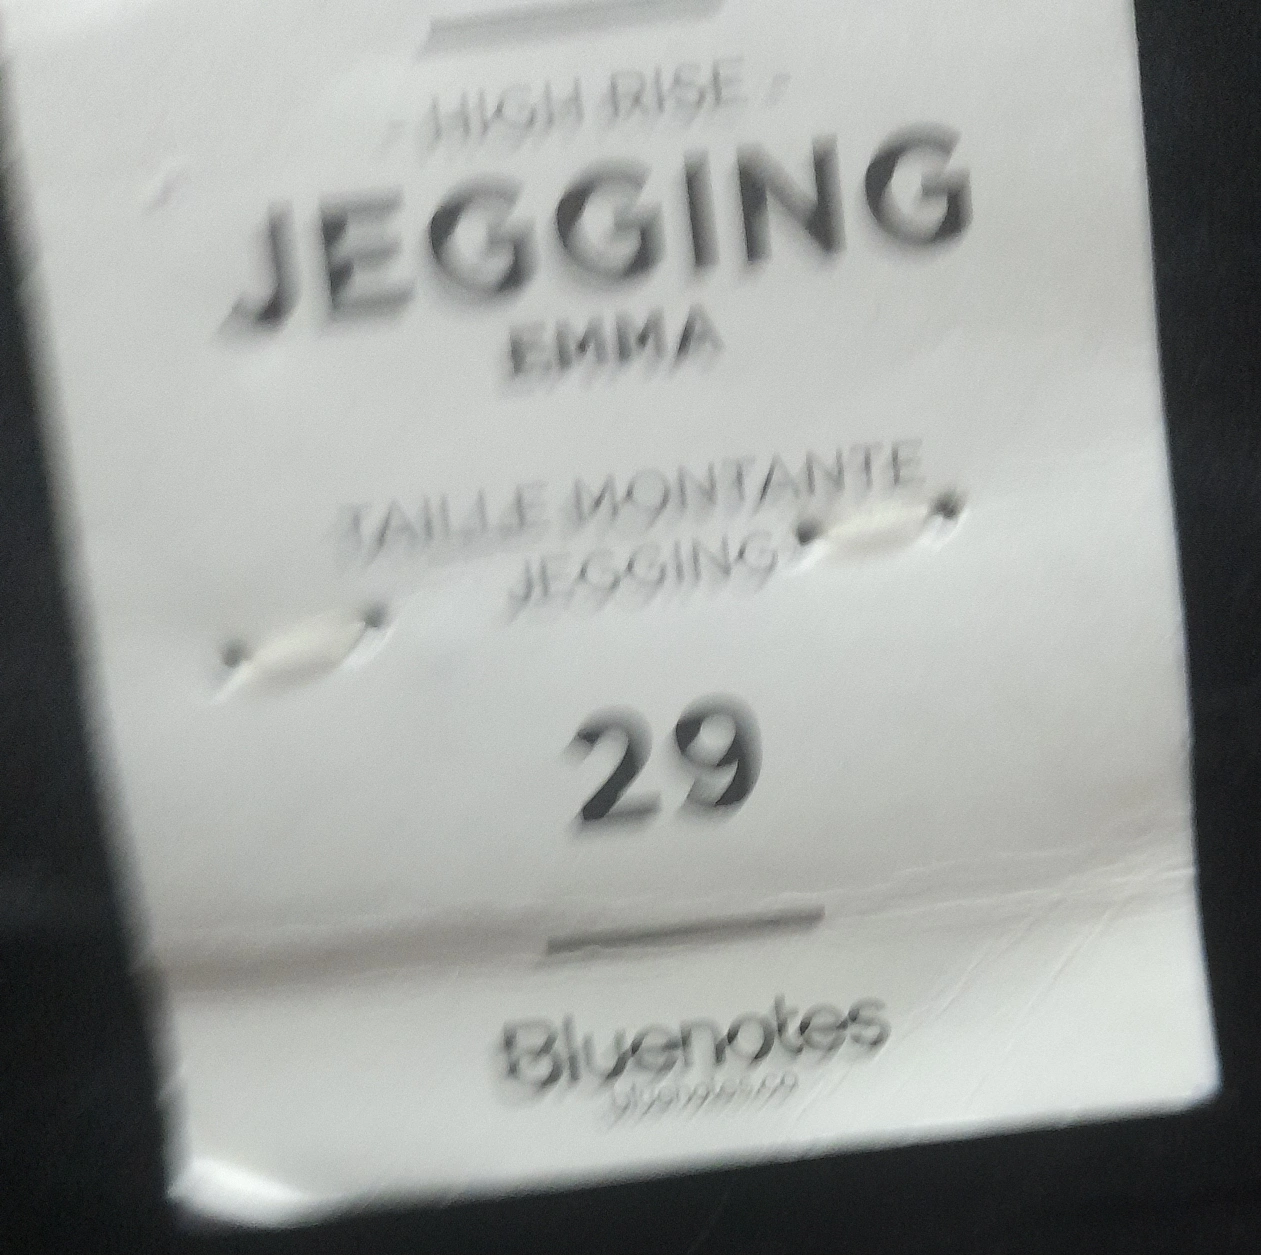 HIGH RISE
JEGGING
EMMA
TAILLE MONTANTE
JEGGING
29
Bluenotes